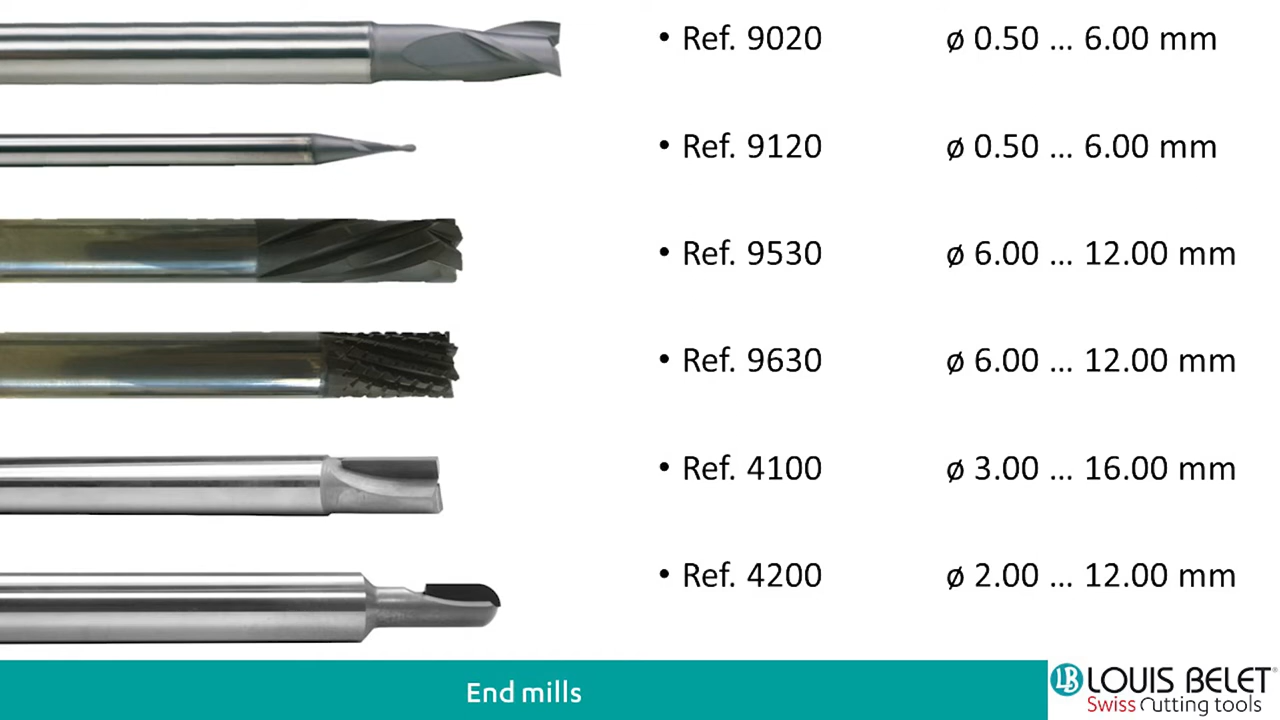 • Ref. 9020 ø 0.50 ... 6.00 mm
• Ref. 9120 ø 0.50 ... 6.00 mm
• Ref. 9530 ø 6.00 ... 12.00 mm
• Ref. 9630 ø 6.00 ... 12.00 mm
• Ref. 4100 ø 3.00 ... 16.00 mm
• Ref. 4200 ø 2.00 ... 12.00 mm
End mills
LB LOUIS BELET®
Swiss Cutting tools